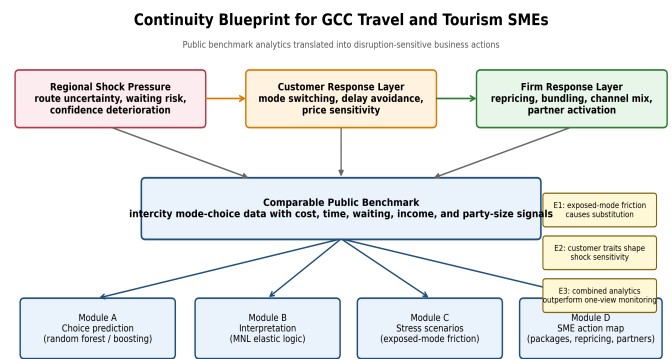 Continuity Blueprint for GCC Travel and Tourism SMEs
Public benchmark analytics translated into disruption-sensitive business actions
Regional Shock Pressure
route uncertainty, waiting risk,
confidence deterioration
Customer Response Layer
mode switching, delay avoidance,
price sensitivity
Firm Response Layer
repricing, bundling, channel mix,
partner activation
Comparable Public Benchmark
intercity mode-choice data with cost, time, waiting, income, and party-size signals
E1: exposed-mode friction
causes substitution
E2: customer traits shape
shock sensitivity
E3: combined analytics
outperform one-view monitoring
Module A
Choice prediction
(random forest / boosting)
Module B
Interpretation
(MNL elastic logic)
Module C
Stress scenarios
(exposed-mode friction)
Module D
SME action map
(packages, repricing, partners)